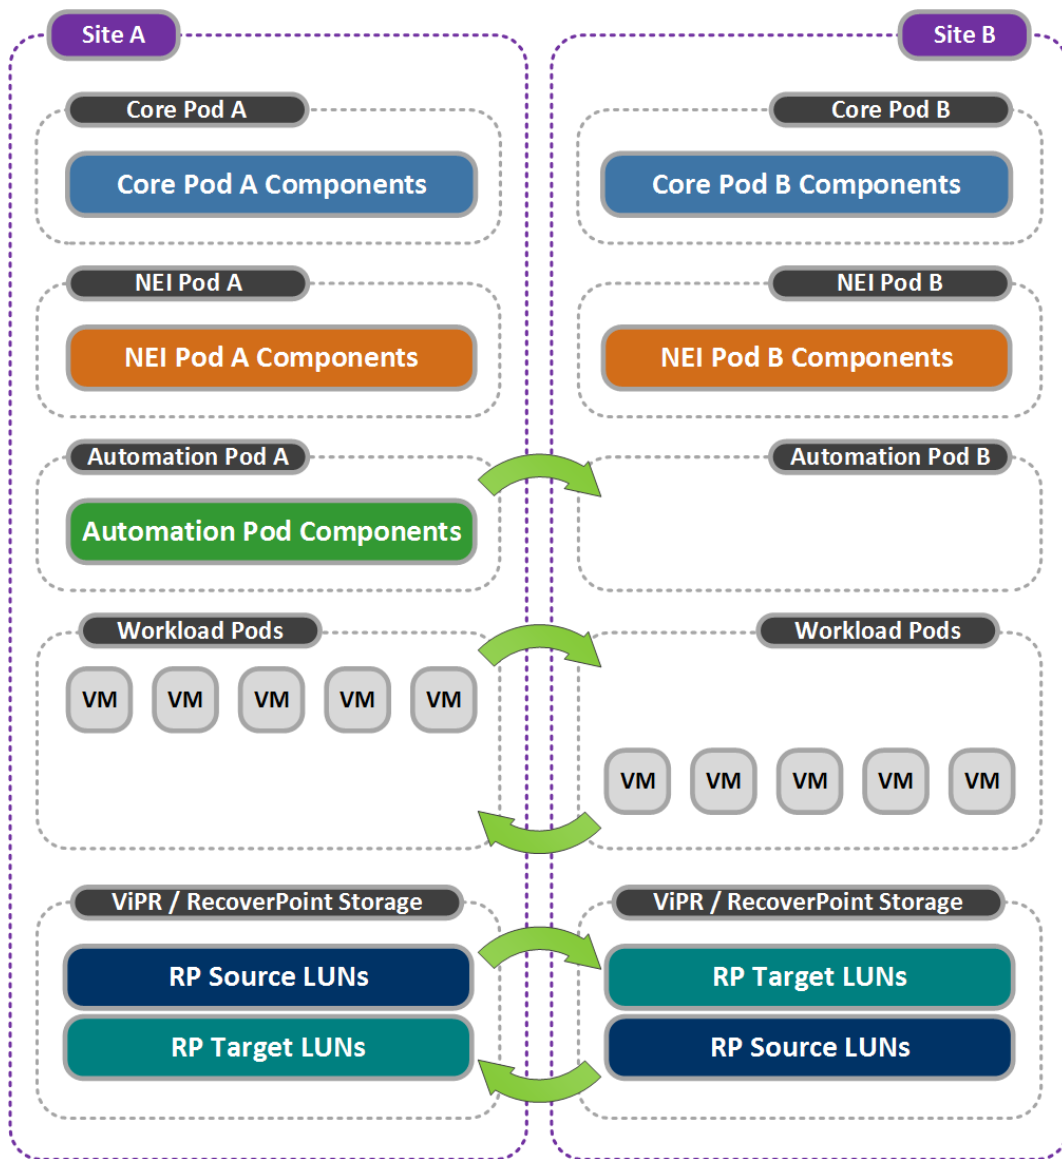 Site A
Site B
Core Pod A
Core Pod B
Core Pod A Components
Core Pod B Components
NEI Pod A
NEI Pod B
NEI Pod A Components
NEI Pod B Components
Automation Pod A
Automation Pod B
Automation Pod Components
Workload Pods
Workload Pods
VM VM VM VM VM
VM VM VM VM VM
ViPR / RecoverPoint Storage
ViPR / RecoverPoint Storage
RP Source LUNs
RP Target LUNs
RP Target LUNs
RP Source LUNs